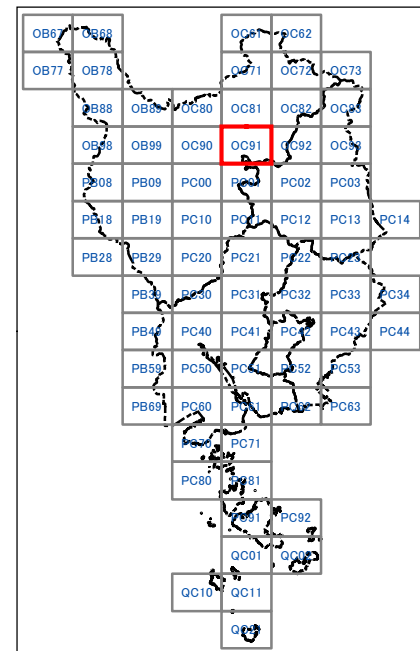 OB67 OB68 OC61 OC62
OB77 OB78 OC71 OC72 OC73
OB88 OB89 OC80 OC81 OC82 OC83
OB98 OB99 OC90 OC91 OC92 OC93
PB08 PB09 PC00 PC01 PC02 PC03
PB18 PB19 PC10 PC11 PC12 PC13 PC14
PB28 PB29 PC20 PC21 PC22 PC23
PB39 PC30 PC31 PC32 PC33 PC34
PB49 PC40 PC41 PC42 PC43 PC44
PB59 PC50 PC51 PC52 PC53
PB69 PC60 PC61 PC62 PC63
PC70 PC71
PC80 PC81
PC91 PC92
QC01 QC02
QC10 QC11
QC21